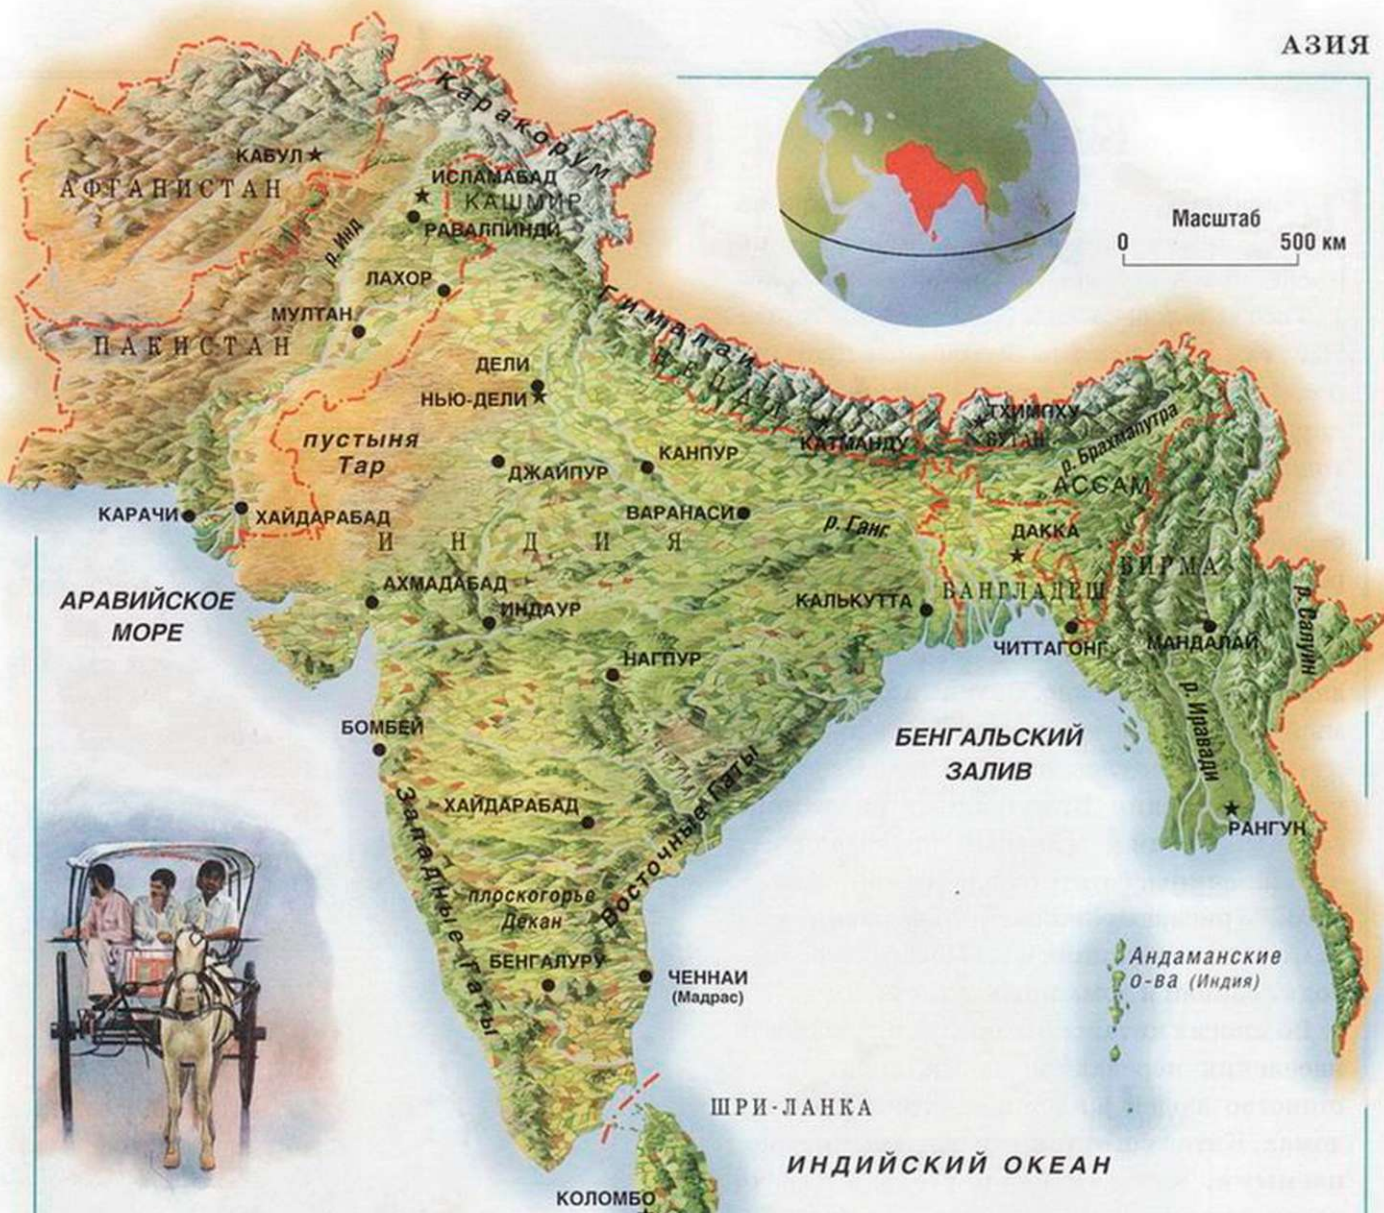 АЗИЯ
Масштаб
0 500 км
Каракорум
КАБУЛ
АФГАНИСТАН
ИСЛАМАБАД
КАШМИР
РАВАЛПИНДИ
р. Инд
ЛАХОР
МУЛТАН
ПАКИСТАН
Гималаи
НЕПАЛ
ДЕЛИ
НЬЮ-ДЕЛИ
ТХИМПХУ
БУТАН
КАТМАНДУ
р. Брахмапутра
АССАМ
пустыня
Тар
ДЖАЙПУР
КАНПУР
КАРАЧИ
ХАЙДАРАБАД
ВАРАНАСИ
р. Ганг
ДАККА
ИНДИЯ
БИРМА
АХМАДАБАД
ИНДАУР
КАЛЬКУТТА
БАНГЛАДЕШ
р. Салуин
АРАВИЙСКОЕ
МОРЕ
ЧИТТАГОНГ
МАНДАЛАЙ
НАГПУР
р. Иравади
БОМБЕЙ
БЕНГАЛЬСКИЙ
ЗАЛИВ
ХАЙДАРАБАД
Западные Гаты
Восточные Гаты
РАНГУН
плоскогорье
Декан
БЕНГАЛУРУ
ЧЕННАИ
(Мадрас)
Андаманские
о-ва (Индия)
ШРИ-ЛАНКА
ИНДИЙСКИЙ ОКЕАН
КОЛОМБО